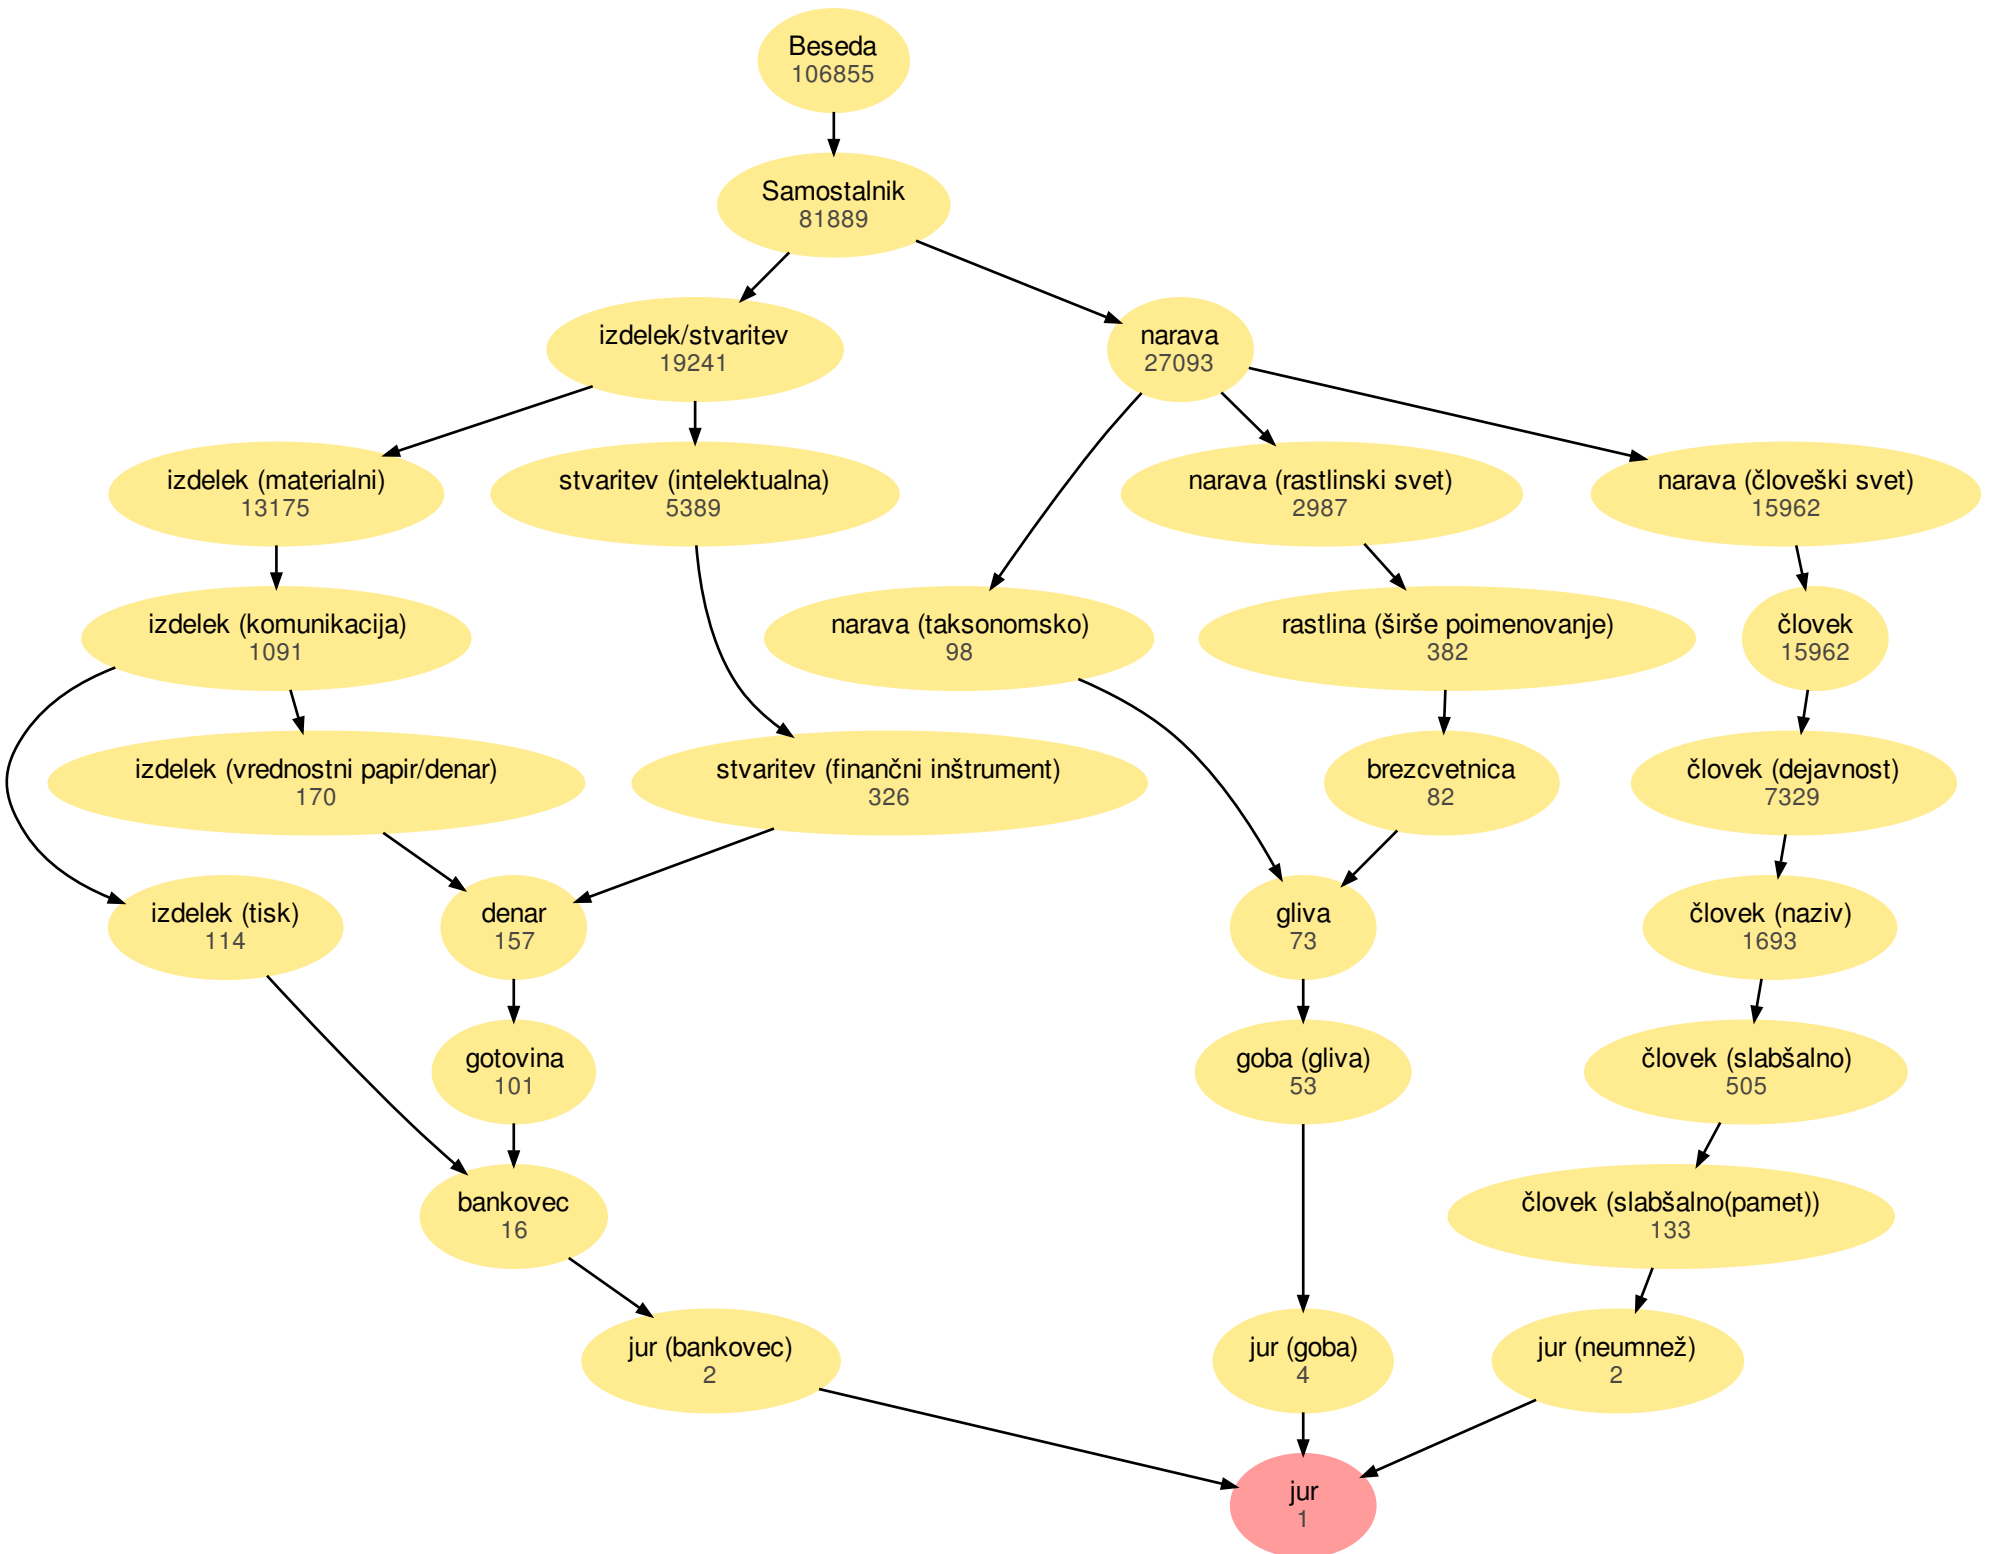 Beseda
106855
Samostalnik
81889
izdelek/stvaritev
19241
narava
27093
izdelek (materialni)
13175
stvaritev (intelektualna)
5389
narava (rastlinski svet)
2987
narava (človeški svet)
15962
izdelek (komunikacija)
1091
narava (taksonomsko)
98
rastlina (širše poimenovanje)
382
človek
15962
izdelek (vrednostni papir/denar)
170
stvaritev (finančni inštrument)
326
brezcvetnica
82
človek (dejavnost)
7329
izdelek (tisk)
114
denar
157
gliva
73
človek (naziv)
1693
gotovina
101
goba (gliva)
53
človek (slabšalno)
505
bankovec
16
človek (slabšalno(pamet))
133
jur (bankovec)
2
jur (goba)
4
jur (neumnež)
2
jur
1